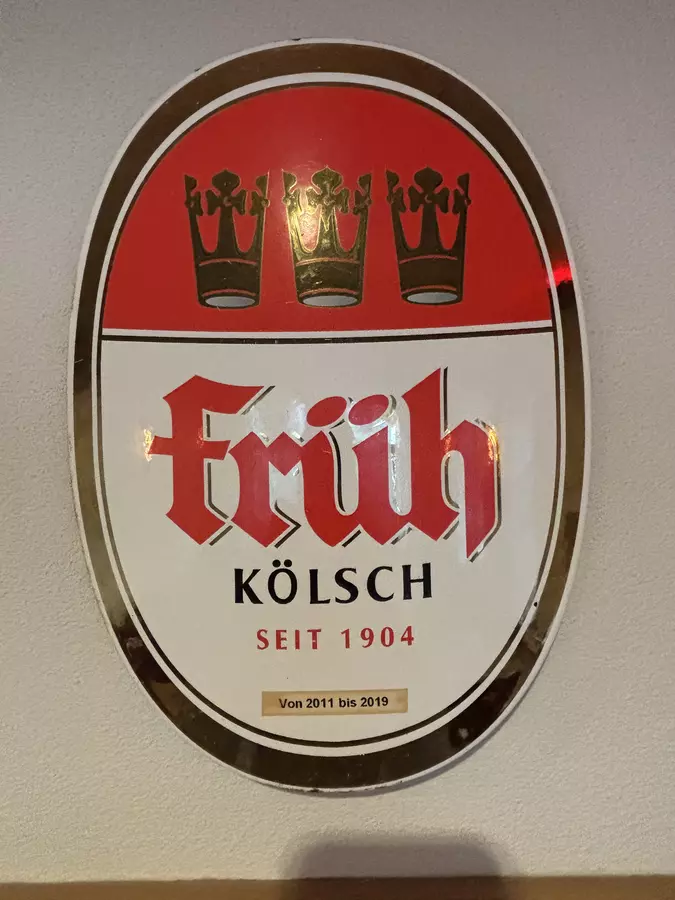 Früh
KÖLSCH
SEIT 1904
Von 2011 bis 2019